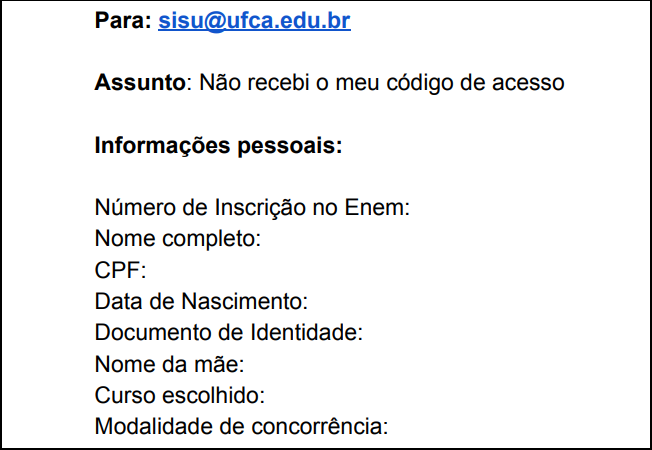 Para: sisu@ufca.edu.br
Assunto: Não recebi o meu código de acesso
Informações pessoais:
Número de Inscrição no Enem:
Nome completo:
CPF:
Data de Nascimento:
Documento de Identidade:
Nome da mãe:
Curso escolhido:
Modalidade de concorrência: